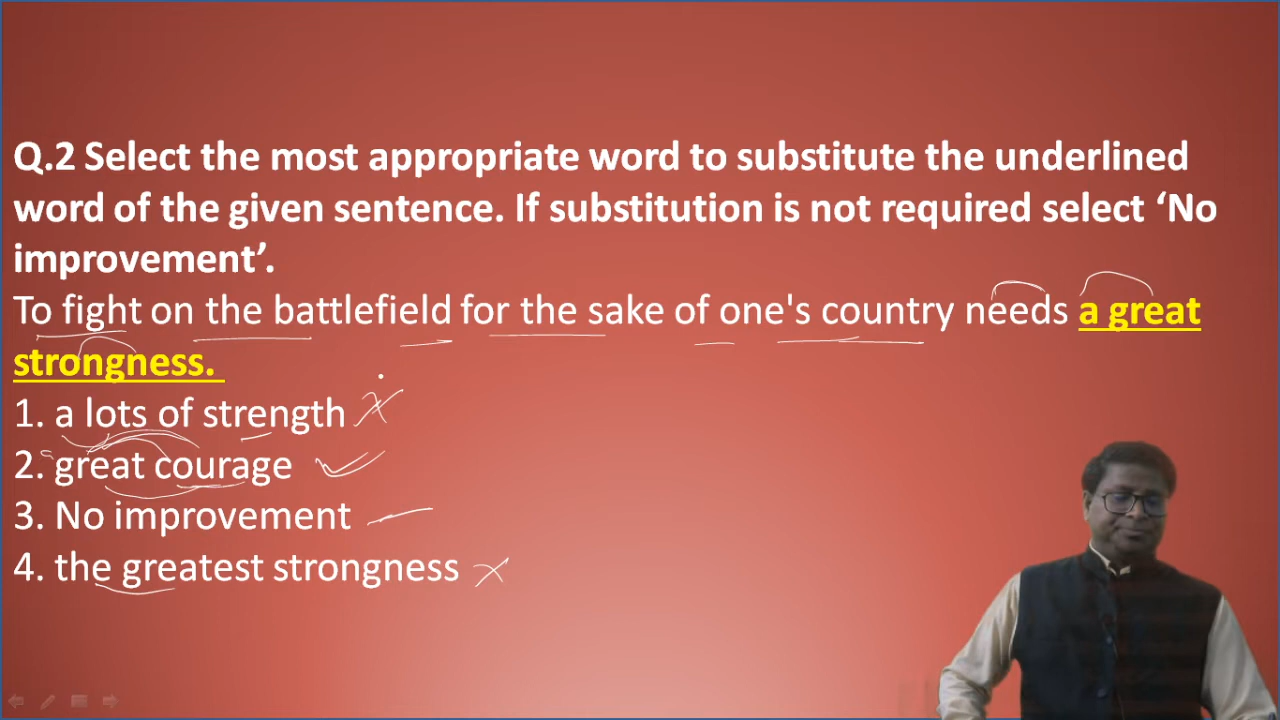 Q.2 Select the most appropriate word to substitute the underlined
word of the given sentence. If substitution is not required select ‘No
improvement’.
To fight on the battlefield for the sake of one's country needs a great
strongness.
1. a lots of strength
2. great courage
3. No improvement
4. the greatest strongness